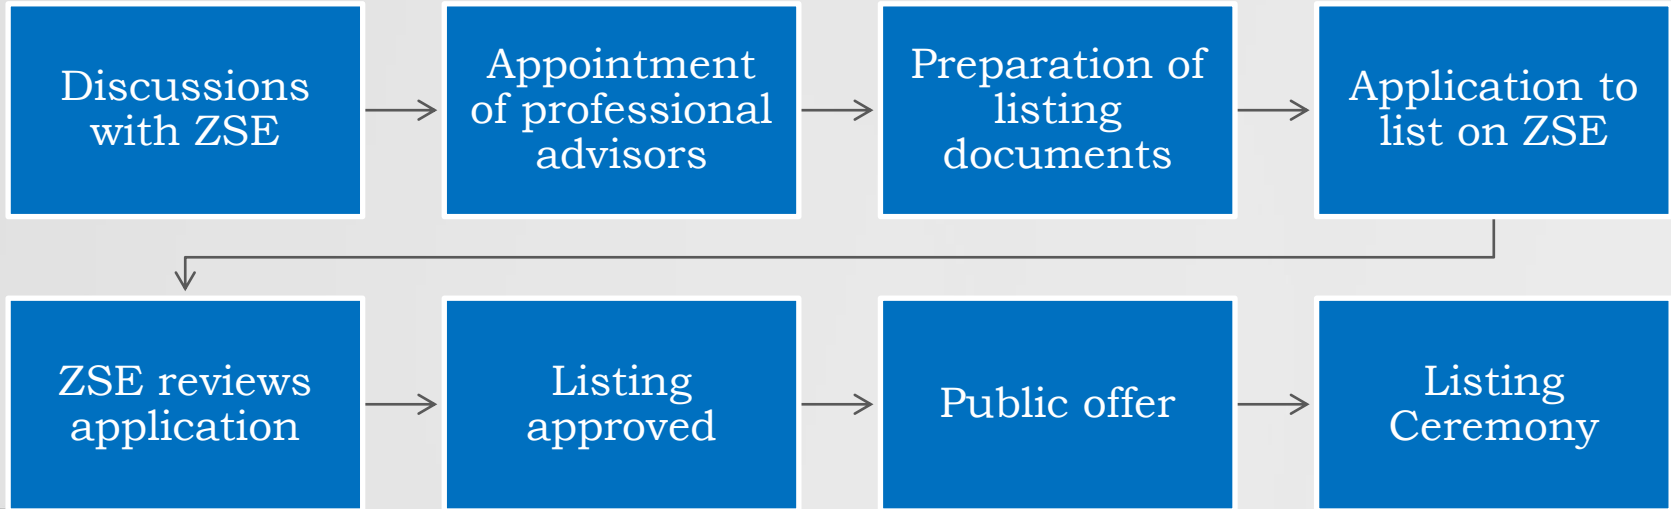 Discussions
with ZSE
Appointment
of professional
advisors
Preparation of
listing
documents
Application to
list on ZSE
ZSE reviews
application
Listing
approved
Public offer
Listing
Ceremony